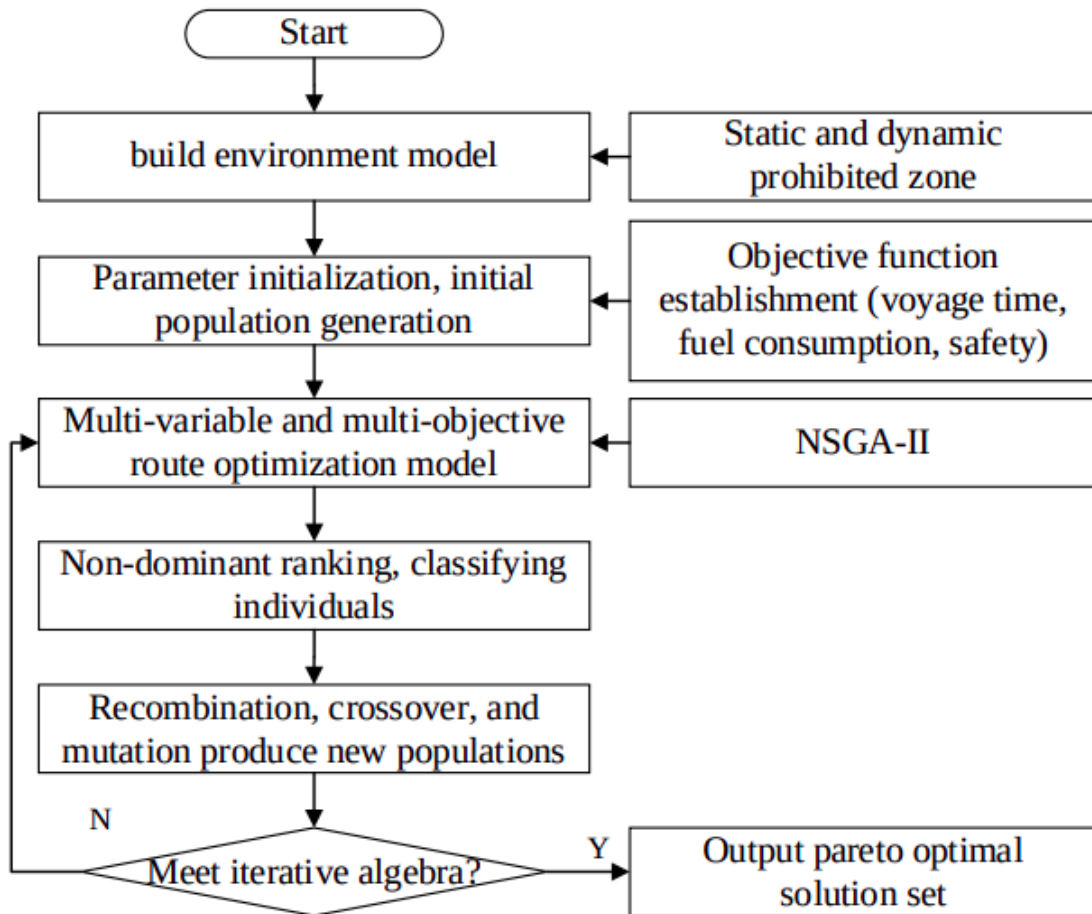 Start
build environment model
Static and dynamic
prohibited zone
Parameter initialization, initial
population generation
Objective function
establishment (voyage time,
fuel consumption, safety)
Multi-variable and multi-objective
route optimization model
NSGA-II
Non-dominant ranking, classifying
individuals
Recombination, crossover, and
mutation produce new populations
N
Meet iterative algebra?
Y
Output pareto optimal
solution set